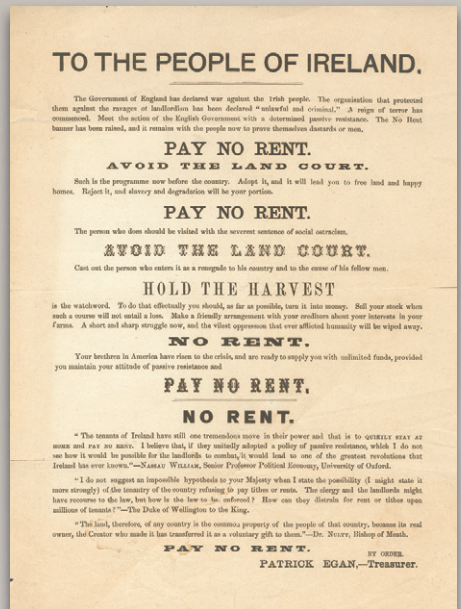 TO THE PEOPLE OF IRELAND.
The Government of England has declared war against the Irish people. The organisation that protected
them against the ravages of landlordism has been declared "unlawful and criminal." A reign of terror has
commenced. Meet the action of the English Government with a determined passive resistance. The No Rent
banner has been raised, and it remains with the people now to prove themselves dastards or men.
PAY NO RENT.
AVOID THE LAND COURT.
Such is the programme now before the country. Adopt it, and it will lead you to free land and happy
homes. Reject it, and slavery and degradation will be your portion.
PAY NO RENT.
The person who does should be visited with the severest sentence of social ostracism.
AVOID THE LAND COURT.
Cast out the person who enters it as a renegade to his country and to the cause of his fellow men.
HOLD THE HARVEST
is the watchword. To do that effectually you should, as far as possible, turn it into money. Sell your stock when
such a course will not entail a loss. Make a friendly arrangement with your creditors about your interests in your
farms. A short and sharp struggle now, and the vilest oppression that ever afflicted humanity will be wiped away.
NO RENT.
Your brethren in America have risen to the crisis, and are ready to supply you with unlimited funds, provided
you maintain your attitude of passive resistance and
PAY NO RENT,
NO RENT.
"The tenants of Ireland have still one tremendous move in their power and that is to QUIETLY STAY AT
HOME and PAY NO RENT. I believe that, if they unitedly adopted a policy of passive resistance, which I do not
see how it would be possible for the landlords to combat, it would lead to one of the greatest revolutions that
Ireland has ever known."—NASSAU WILLIAM, Senior Professor Political Economy, University of Oxford.
"I do not suggest an impossible hypothesis to your Majesty when I state the possibility (I might state it
more strongly) of the tenantry of the country refusing to pay tithes or rents. The clergy and the landlords might
have recourse to the law, but how is the law to be enforced? How can they distrain for rent or tithes upon
millions of tenants?"—The Duke of Wellington to the King.
"The land, therefore, of any country is the common property of the people of that country, because its real
owner, the Creator who made it has transferred it as a voluntary gift to them."—DR. NULTY, Bishop of Meath.
PAY NO RENT.
BY ORDER.
PATRICK EGAN,—Treasurer.